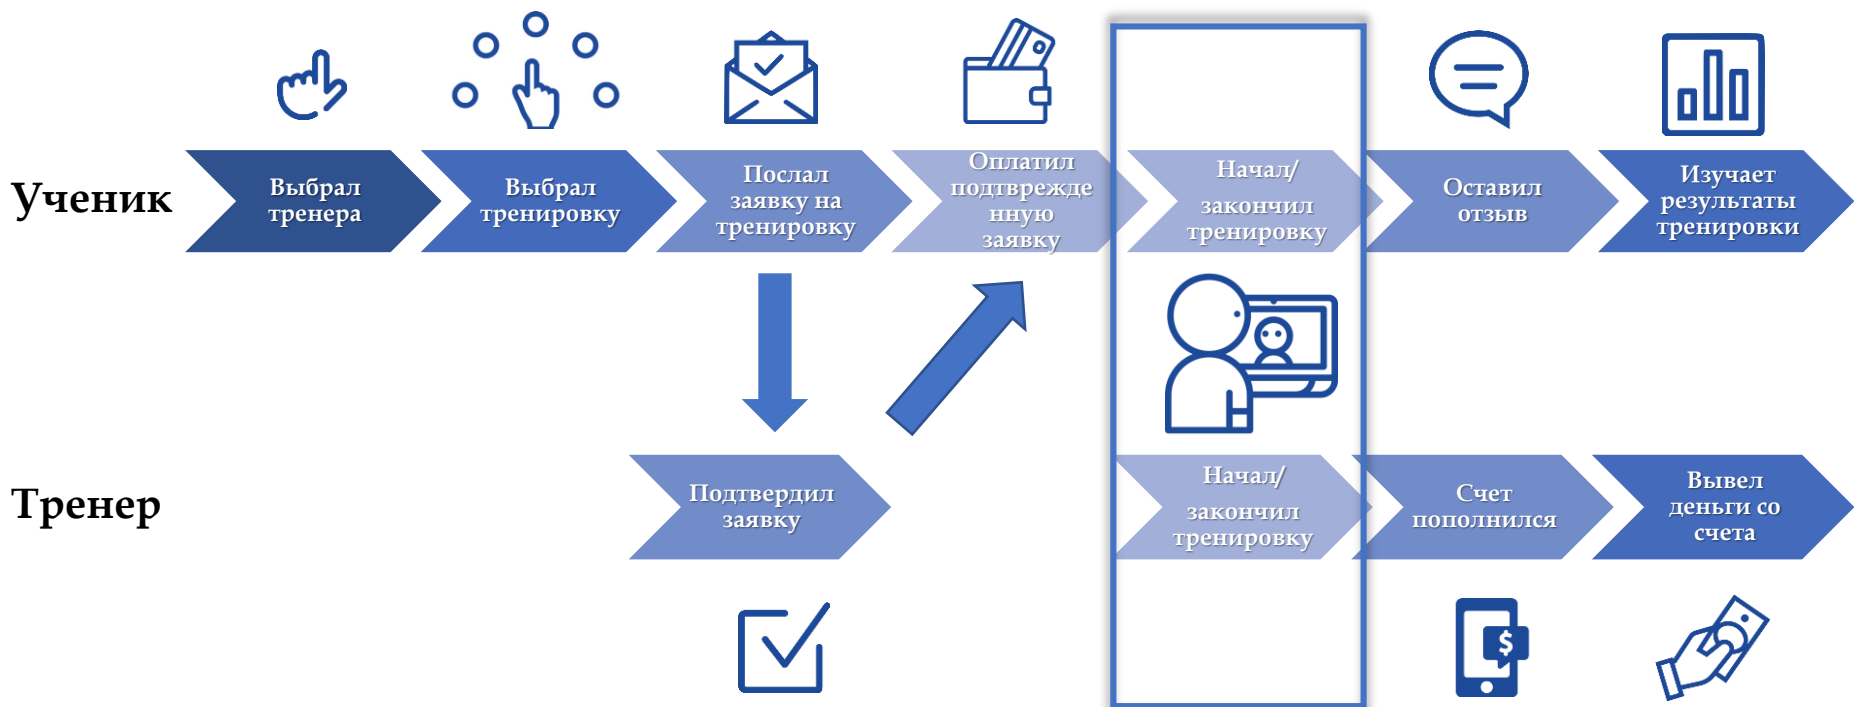 Ученик
Выбрал
тренера
Выбрал
тренировку
Послал
заявку на
тренировку
Оплатил
подтвержде
нную
заявку
Начал/
закончил
тренировку
Оставил
отзыв
Изучает
результаты
тренировки
Тренер
Подтвердил
заявку
Начал/
закончил
тренировку
Счет
пополнился
Вывел
деньги со
счета
$